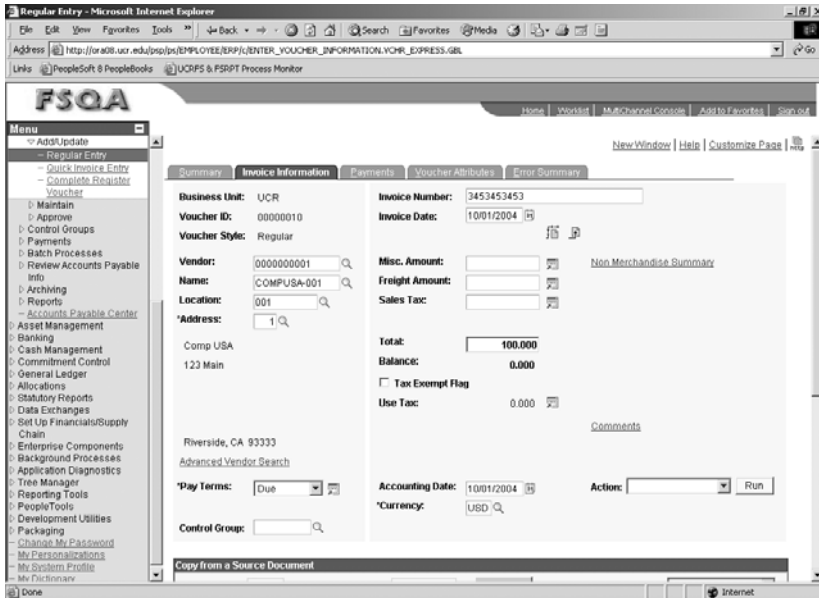 Regular Entry - Microsoft Internet Explorer
File Edit View Favorites Tools » Back Search Favorites Media
Address http://ora08.ucr.edu/psp/ps/EMPLOYEE/ERP/c/ENTER_VOUCHER_INFORMATION.VCHR_EXPRESS.GBL Go
Links PeopleSoft 8 PeopleBooks UCRFS & FSRPT Process Monitor
FSQA
Home | Worklist | MultiChannel Console | Add to Favorites | Sign out
Menu
Add/Update
– Regular Entry
– Quick Invoice Entry
– Complete Register
Voucher
Maintain
Approve
Control Groups
Payments
Batch Processes
Review Accounts Payable
Info
Archiving
Reports
– Accounts Payable Center
Asset Management
Banking
Cash Management
Commitment Control
General Ledger
Allocations
Statutory Reports
Data Exchanges
Set Up Financials/Supply
Chain
Enterprise Components
Background Processes
Application Diagnostics
Tree Manager
Reporting Tools
PeopleTools
Development Utilities
Packaging
– Change My Password
– My Personalizations
– My System Profile
– My Dictionary
New Window | Help | Customize Page | http
Summary Invoice Information Payments Voucher Attributes Error Summary
Business Unit: UCR Invoice Number: 3453453453
Voucher ID: 00000010 Invoice Date: 10/01/2004
Voucher Style: Regular
Vendor: 0000000001 Misc. Amount: Non Merchandise Summary
Name: COMPUSA-001 Freight Amount:
Location: 001 Sales Tax:
*Address: 1
Comp USA Total: 100.000
123 Main Balance: 0.000
Tax Exempt Flag
Use Tax: 0.000
Comments
Riverside, CA 93333
Advanced Vendor Search
*Pay Terms: Due Accounting Date: 10/01/2004 Action: Run
*Currency: USD
Control Group:
Copy from a Source Document
Done Internet